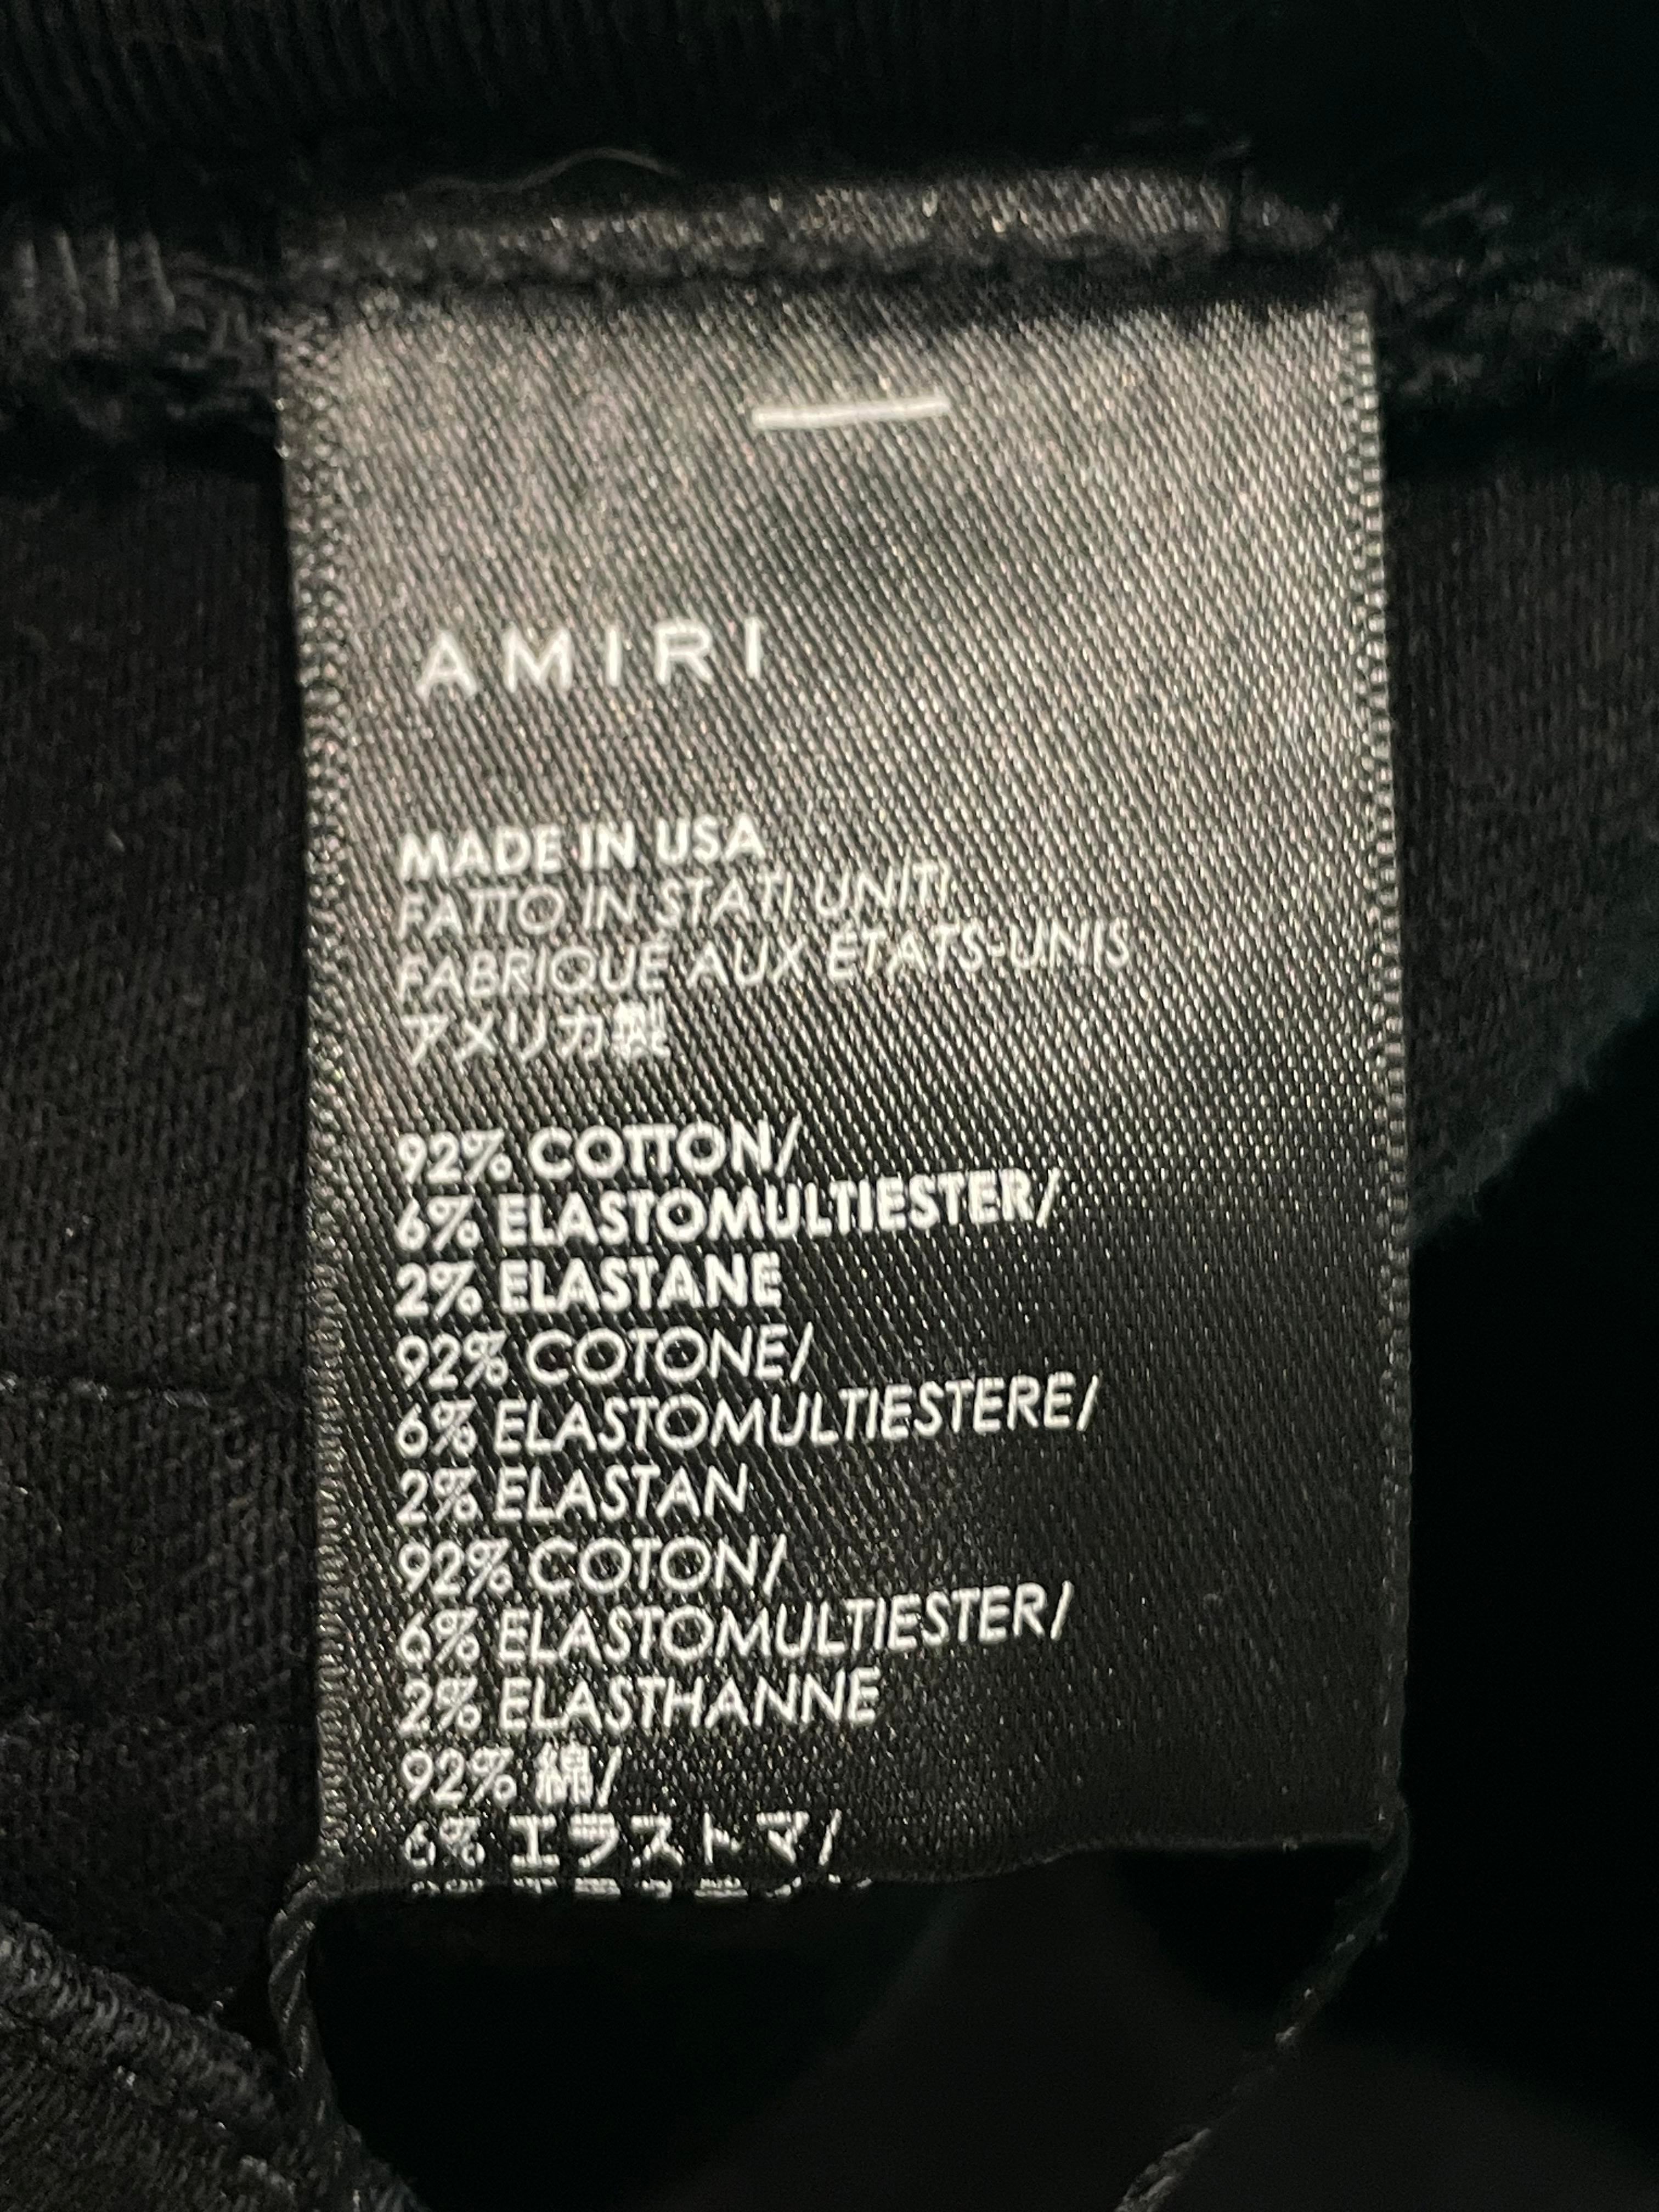 AMIRI
MADE IN USA
FATTO IN STATI UNITI
FABRIQUÉ AUX ÉTATS-UNIS
アメリカ製
92% COTTON/
6% ELASTOMULTIESTER/
2% ELASTANE
92% COTONE/
6% ELASTOMULTIESTERE/
2% ELASTAN
92% COTON/
6% ELASTOMULTIESTER/
2% ELASTHANNE
92% 綿/
6% エラストマ/